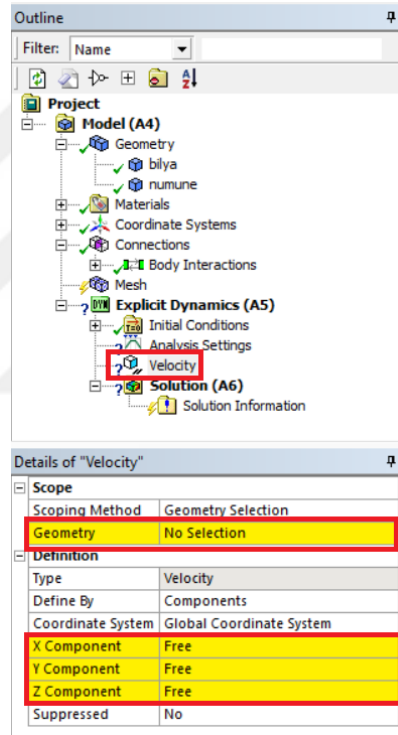 Outline
Filter: Name
Project
Model (A4)
Geometry
bilya
numune
Materials
Coordinate Systems
Connections
Body Interactions
Mesh
Explicit Dynamics (A5)
Initial Conditions
Analysis Settings
Velocity
Solution (A6)
Solution Information
Details of "Velocity"
Scope
Scoping Method Geometry Selection
Geometry No Selection
Definition
Type Velocity
Define By Components
Coordinate System Global Coordinate System
X Component Free
Y Component Free
Z Component Free
Suppressed No